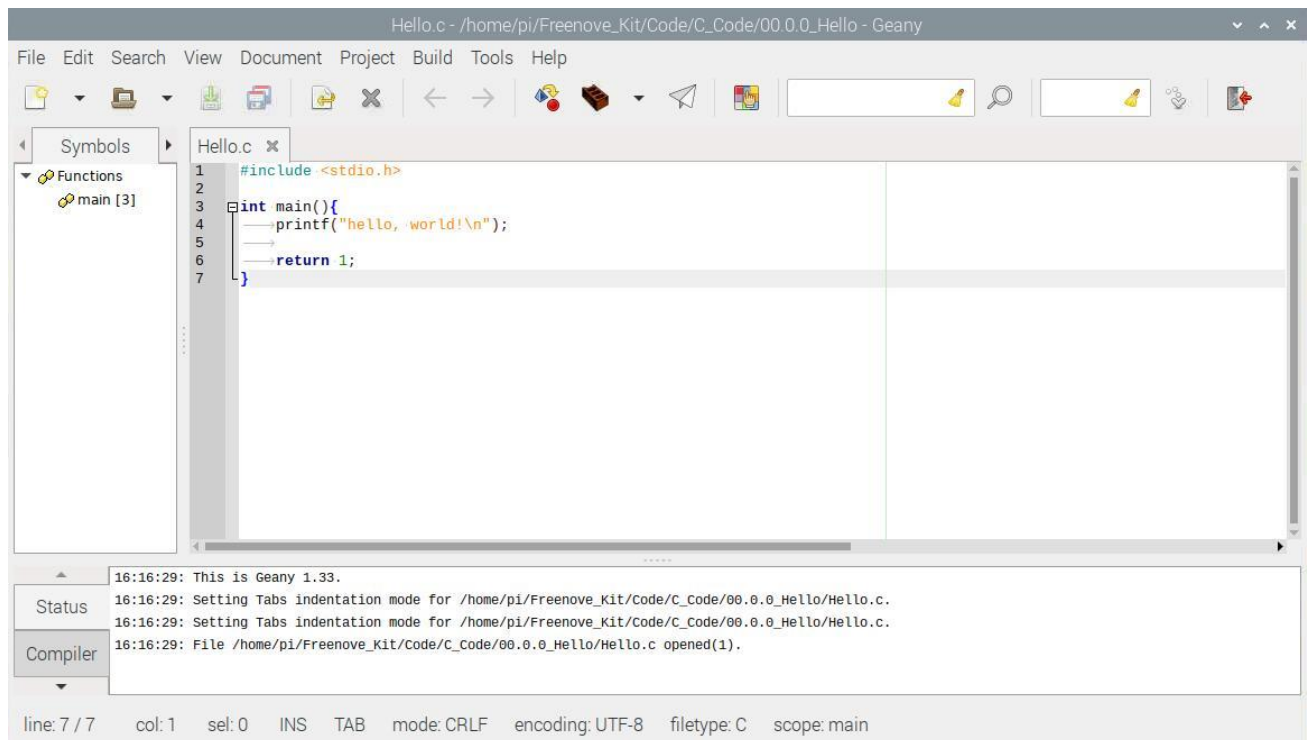 Hello.c - /home/pi/Freenove_Kit/Code/C_Code/00.0.0_Hello - Geany
File Edit Search View Document Project Build Tools Help
Symbols
Hello.c
Functions
main [3]
1 #include <stdio.h>
2
3 int main(){
4 printf("hello, world!\n");
5
6 return 1;
7 }
16:16:29: This is Geany 1.33.
Status
16:16:29: Setting Tabs indentation mode for /home/pi/Freenove_Kit/Code/C_Code/00.0.0_Hello/Hello.c.
16:16:29: Setting Tabs indentation mode for /home/pi/Freenove_Kit/Code/C_Code/00.0.0_Hello/Hello.c.
Compiler
16:16:29: File /home/pi/Freenove_Kit/Code/C_Code/00.0.0_Hello/Hello.c opened(1).
line: 7 / 7 col: 1 sel: 0 INS TAB mode: CRLF encoding: UTF-8 filetype: C scope: main